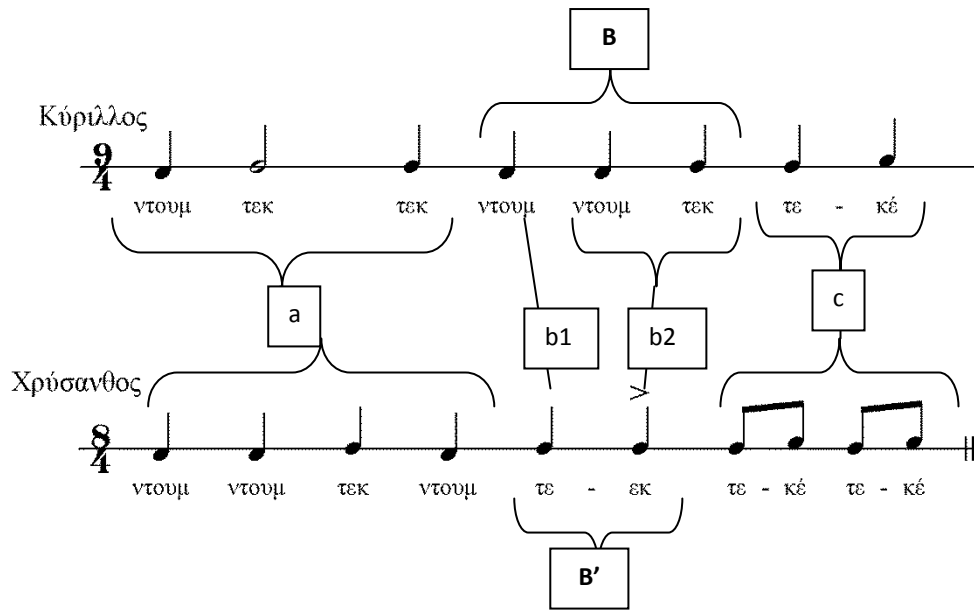 B
Κύριλλος
9
4
ντουμ τεκ τεκ ντουμ ντουμ τεκ τε - κέ
a b1 b2 c
Χρύσανθος
8
4
ντουμ ντουμ τεκ ντουμ τε - εκ τε - κέ τε - κέ
B’